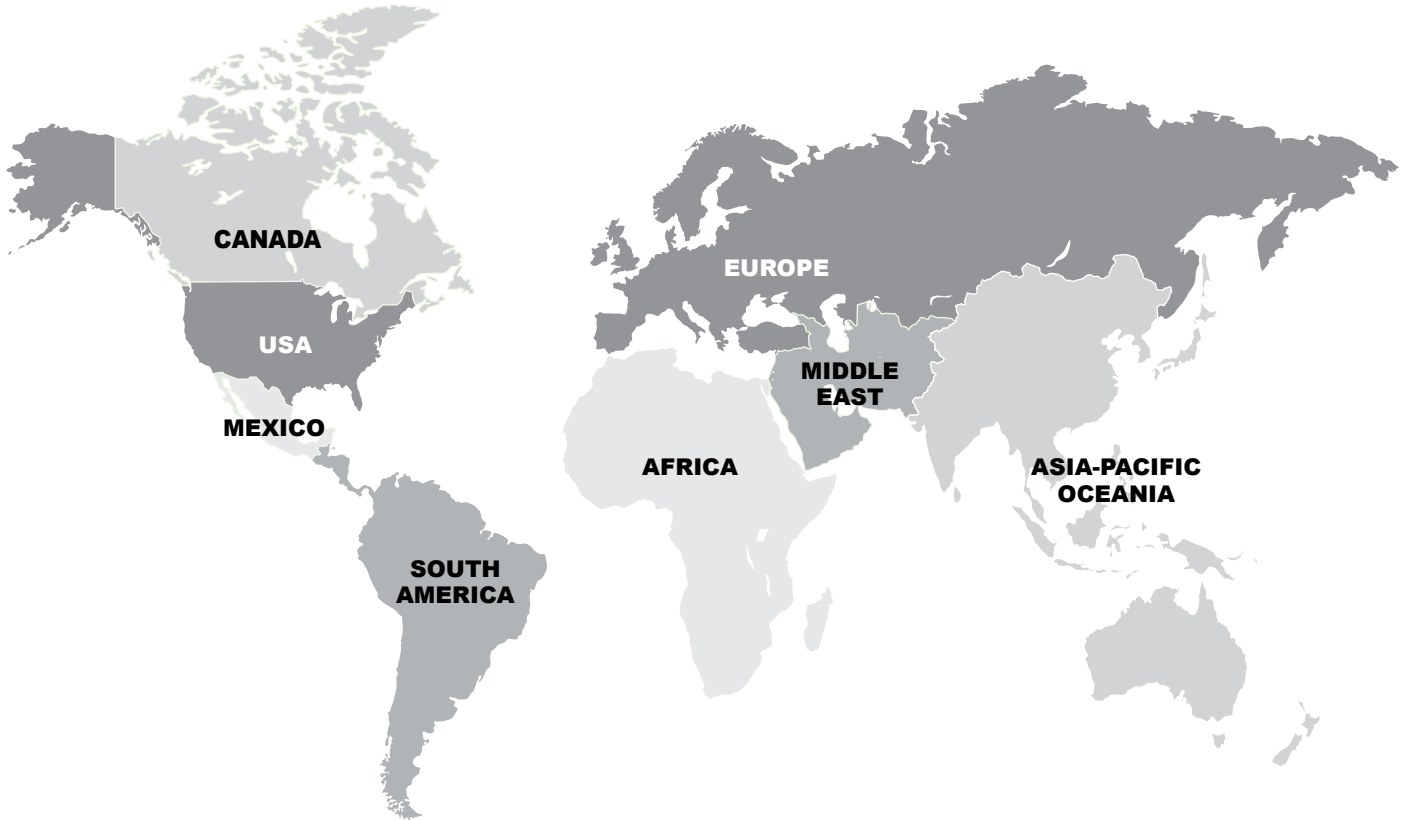 CANADA
EUROPE
USA
MIDDLE
EAST
MEXICO
AFRICA
ASIA-PACIFIC
OCEANIA
SOUTH
AMERICA